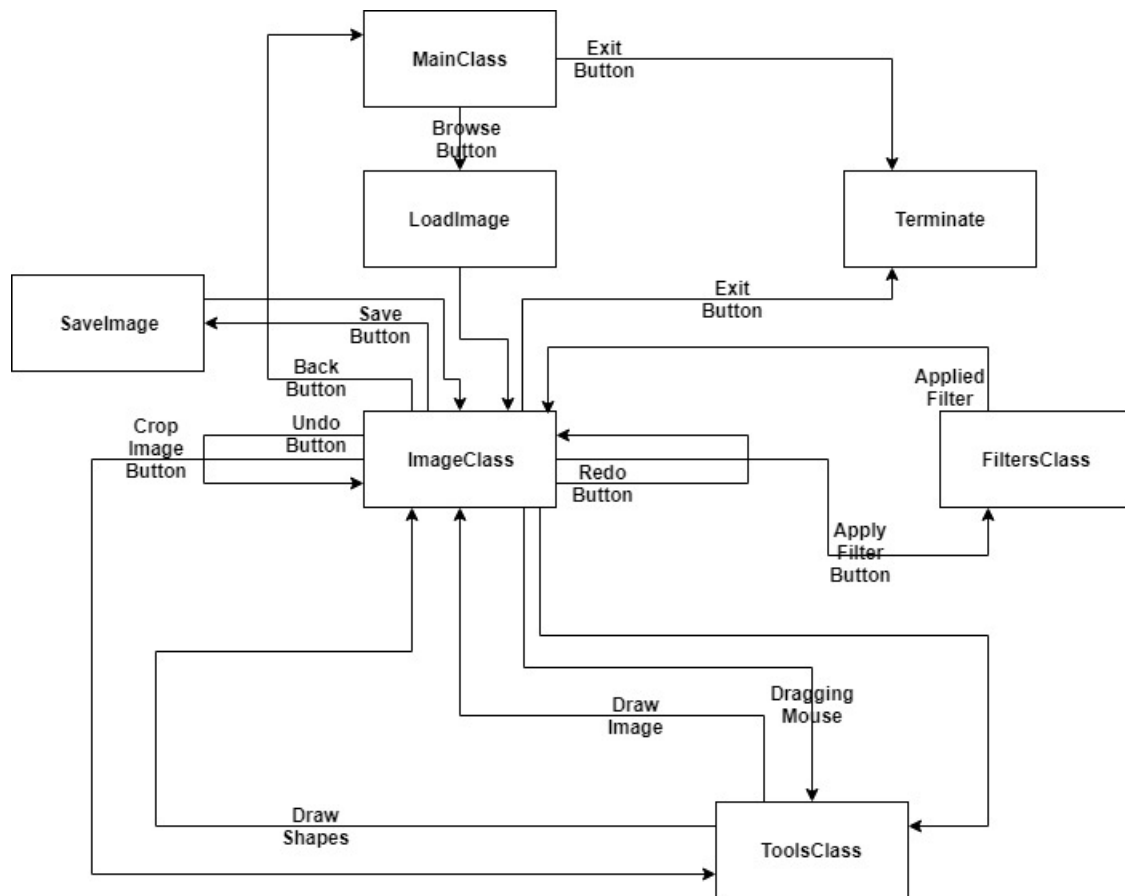 MainClass
Exit
Button
Browse
Button
LoadImage
Terminate
SaveImage
Exit
Button
Save
Button
Back
Button
Applied
Filter
Crop
Image
Button
Undo
Button
ImageClass
FiltersClass
Redo
Button
Apply
Filter
Button
Draw
Image
Dragging
Mouse
Draw
Shapes
ToolsClass